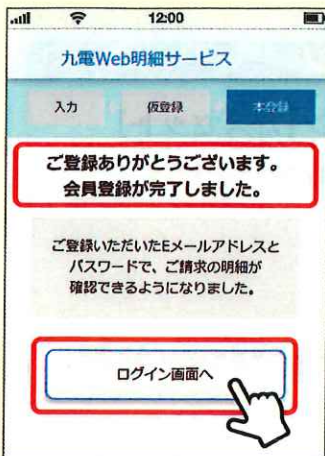 12:00
九電Web明細サービス
入力 仮登録 本登録
ご登録ありがとうございます。
会員登録が完了しました。
ご登録いただいたEメールアドレスと
パスワードで、ご請求の明細が
確認できるようになりました。
ログイン画面へ